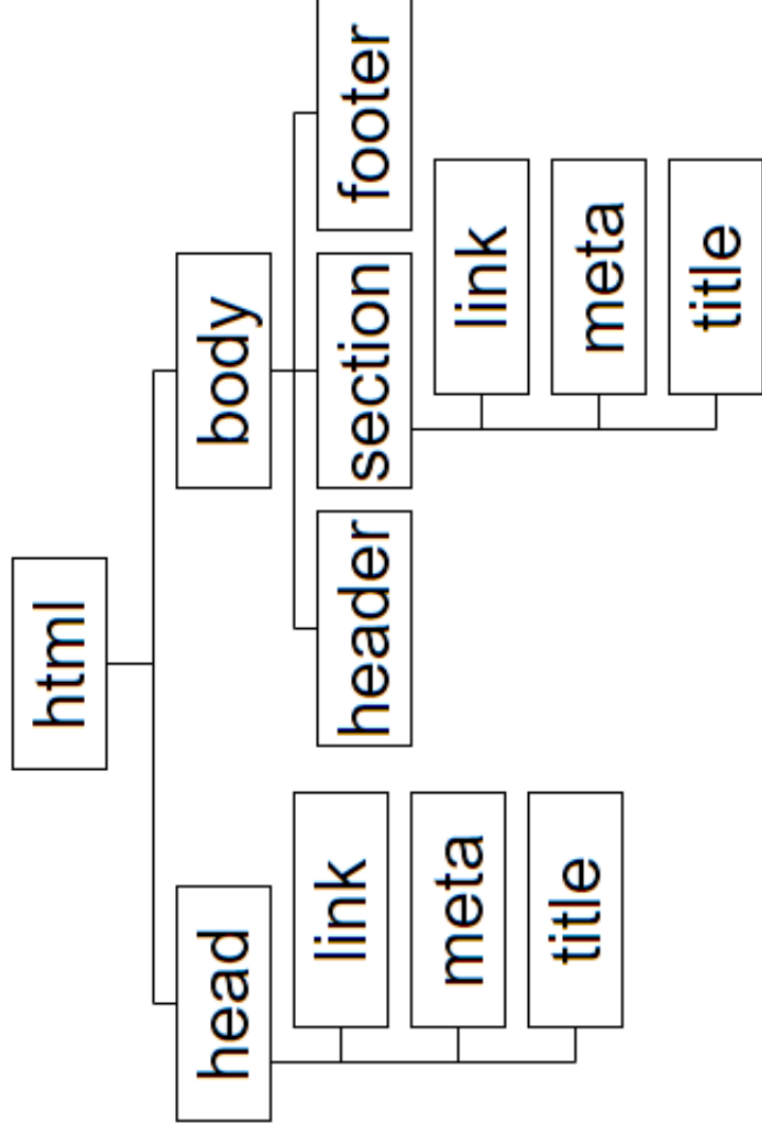 html
head
body
link
meta
title
header
section
footer
link
meta
title